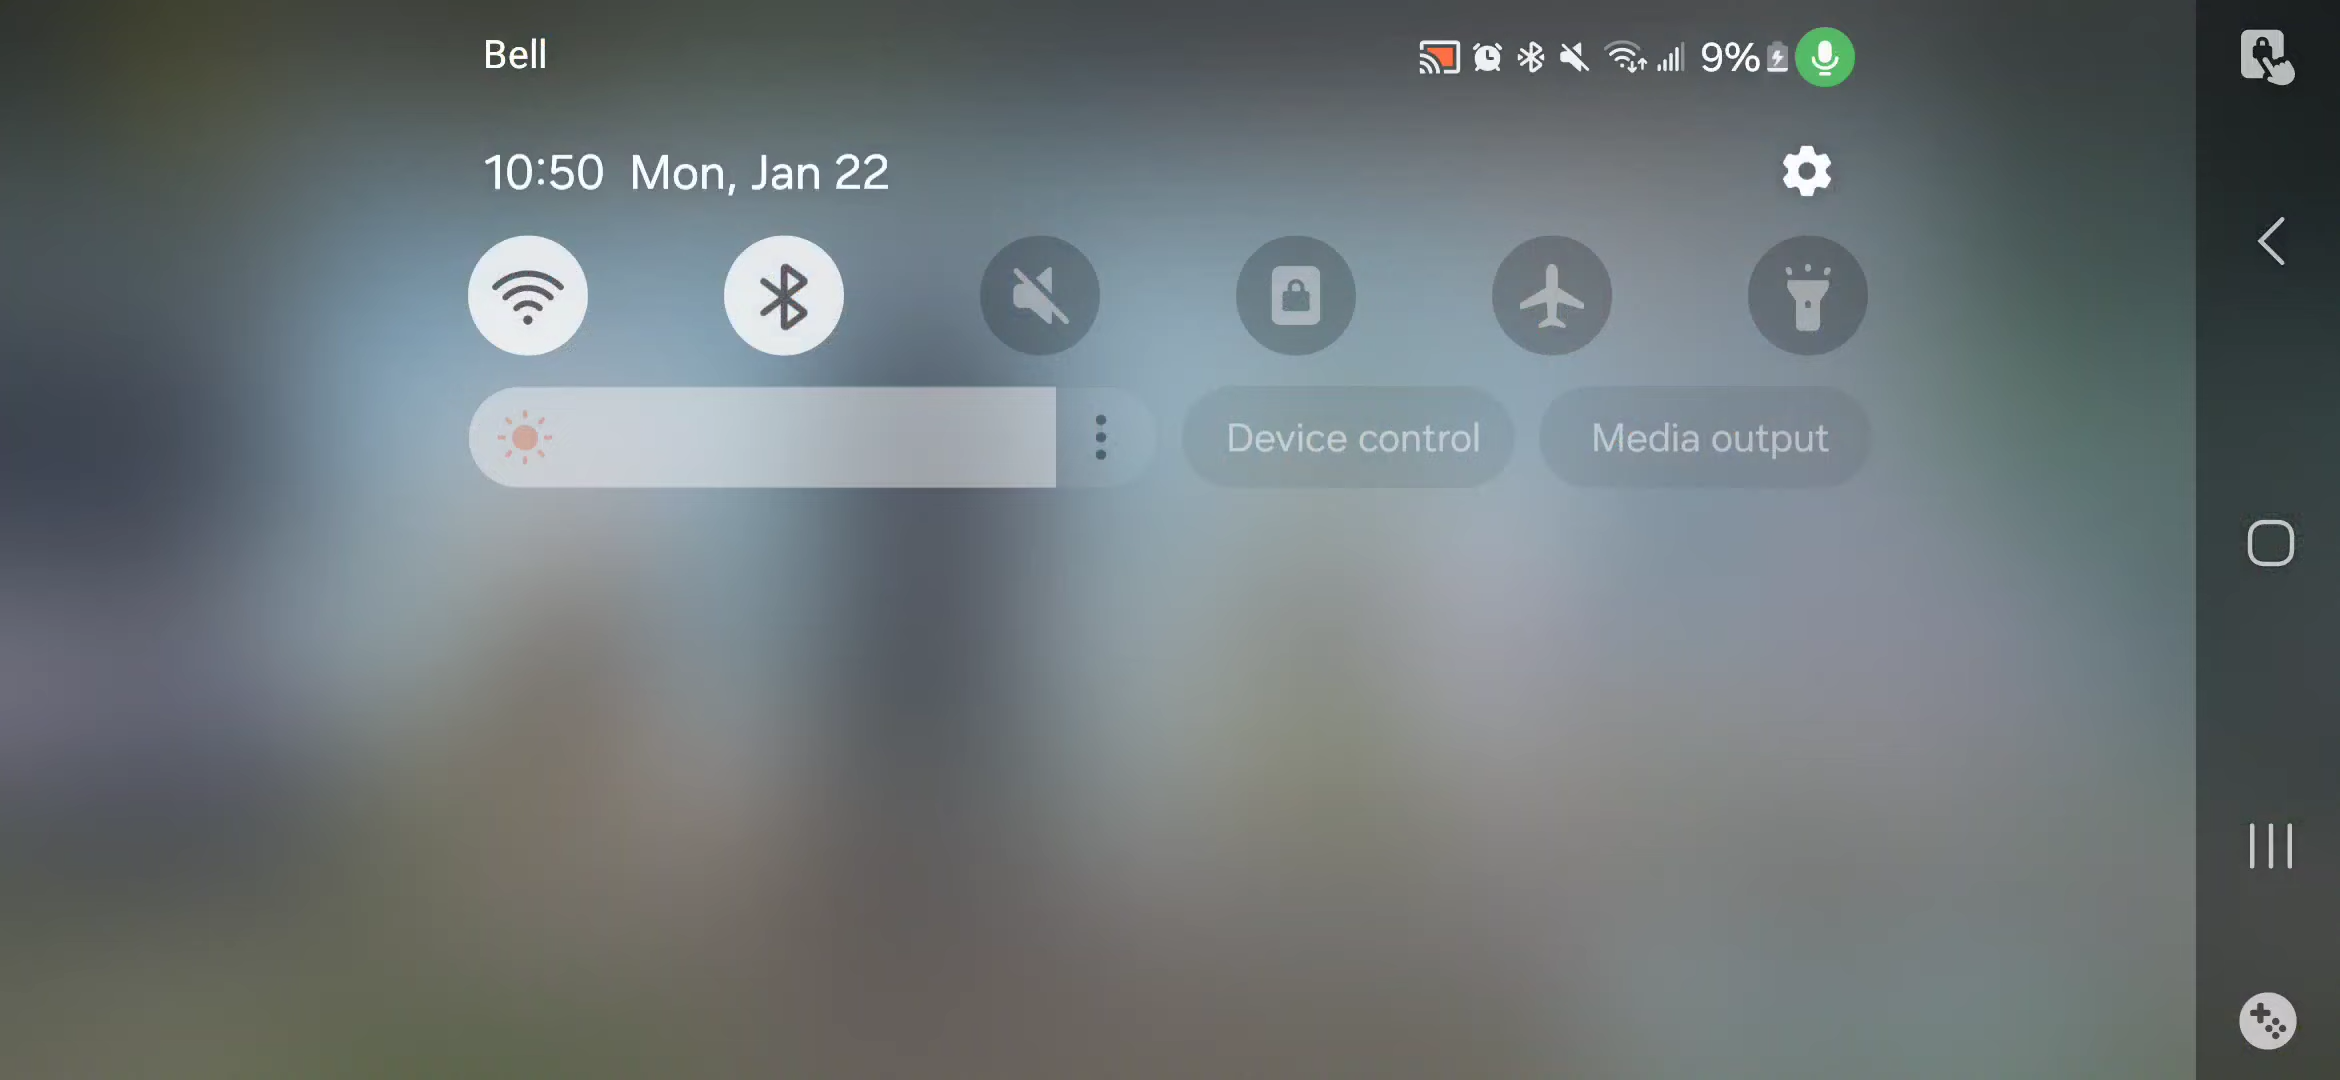 Bell
9%
10:50 Mon, Jan 22
Device control
Media output